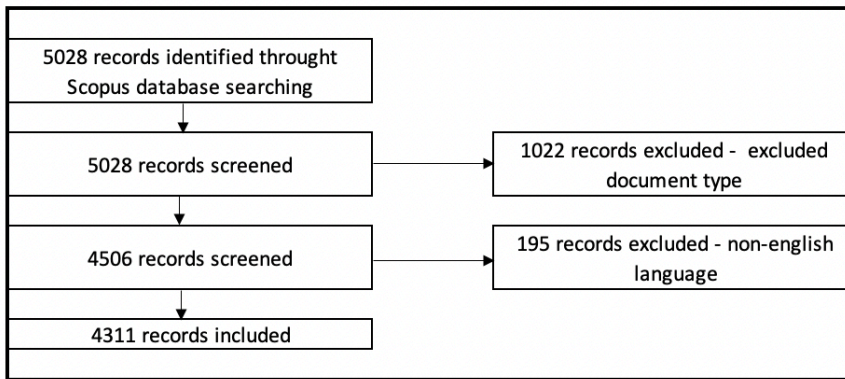 5028 records identified throught
Scopus database searching
5028 records screened
1022 records excluded -  excluded
document type
4506 records screened
195 records excluded - non-english
language
4311 records included